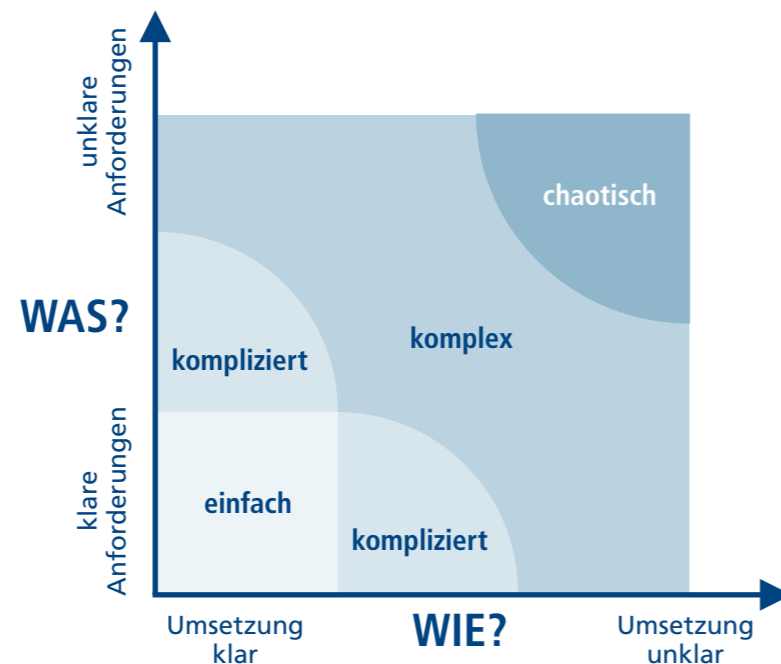 unklare
Anforderungen
chaotisch
WAS?
komplex
kompliziert
klare
Anforderungen
einfach
kompliziert
Umsetzung
klar
WIE?
Umsetzung
unklar